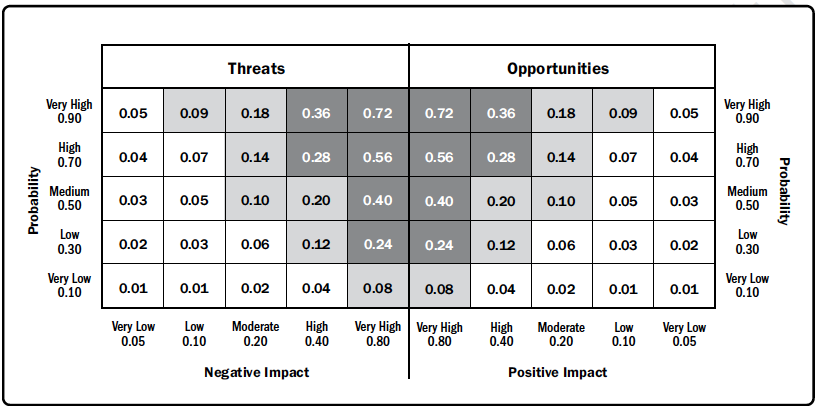 Threats Opportunities
Very High 0.05 0.09 0.18 0.36 0.72 0.72 0.36 0.18 0.09 0.05 Very High
0.90 0.90
High 0.04 0.07 0.14 0.28 0.56 0.56 0.28 0.14 0.07 0.04 High
0.70 0.70
Medium 0.03 0.05 0.10 0.20 0.40 0.40 0.20 0.10 0.05 0.03 Medium
0.50 0.50
Low 0.02 0.03 0.06 0.12 0.24 0.24 0.12 0.06 0.03 0.02 Low
0.30 0.30
Very Low 0.01 0.01 0.02 0.04 0.08 0.08 0.04 0.02 0.01 0.01 Very Low
0.10 0.10
Probability
Probability
Very Low Low Moderate High Very High Very High High Moderate Low Very Low
0.05 0.10 0.20 0.40 0.80 0.80 0.40 0.20 0.10 0.05
Negative Impact Positive Impact